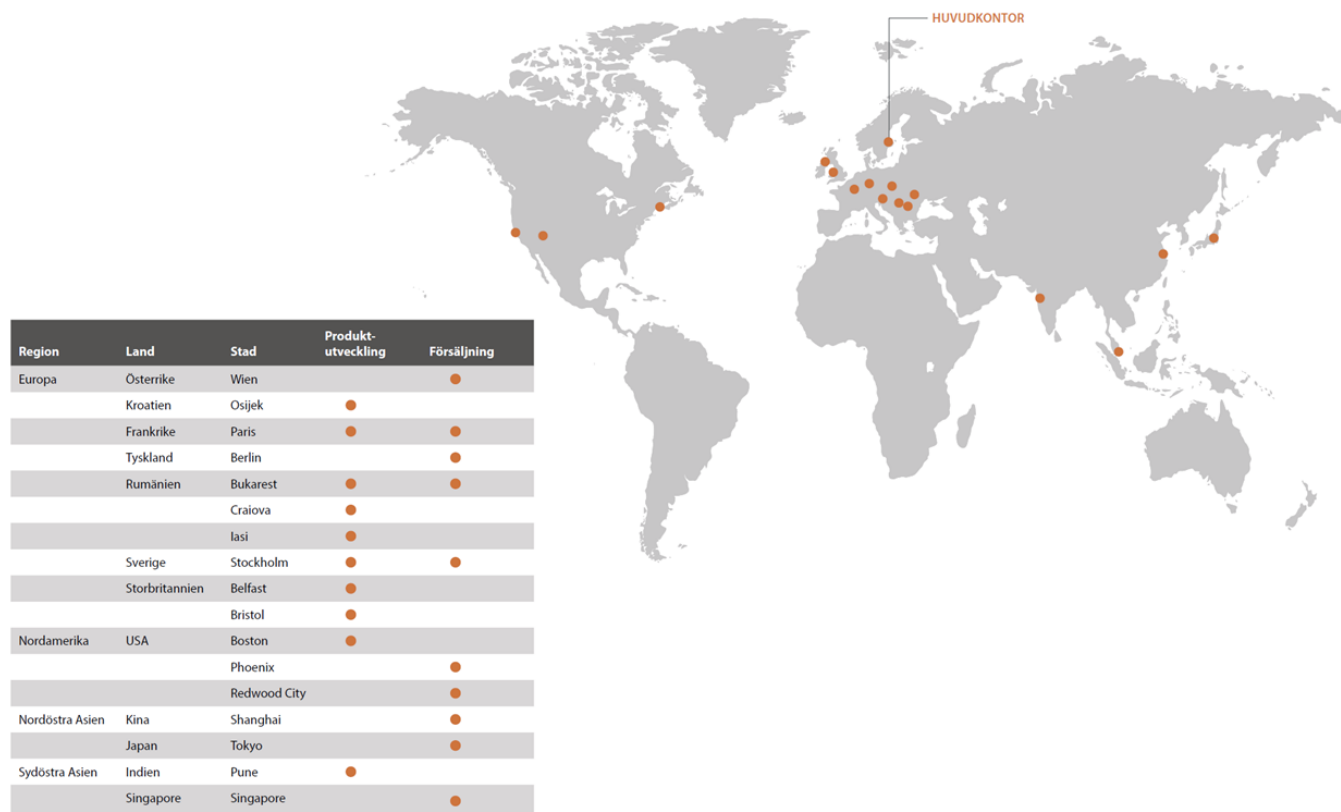 HUVUDKONTOR
Region Land Stad Produkt-
utveckling Försäljning
Europa Österrike Wien
Kroatien Osijek
Frankrike Paris
Tyskland Berlin
Rumänien Bukarest
Craiova
Iasi
Sverige Stockholm
Storbritannien Belfast
Bristol
Nordamerika USA Boston
Phoenix
Redwood City
Nordöstra Asien Kina Shanghai
Japan Tokyo
Sydöstra Asien Indien Pune
Singapore Singapore